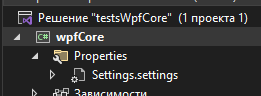 Решение "testsWpfCore" (1 проекта 1)
C# wpfCore
Properties
Settings.settings
Зависимости